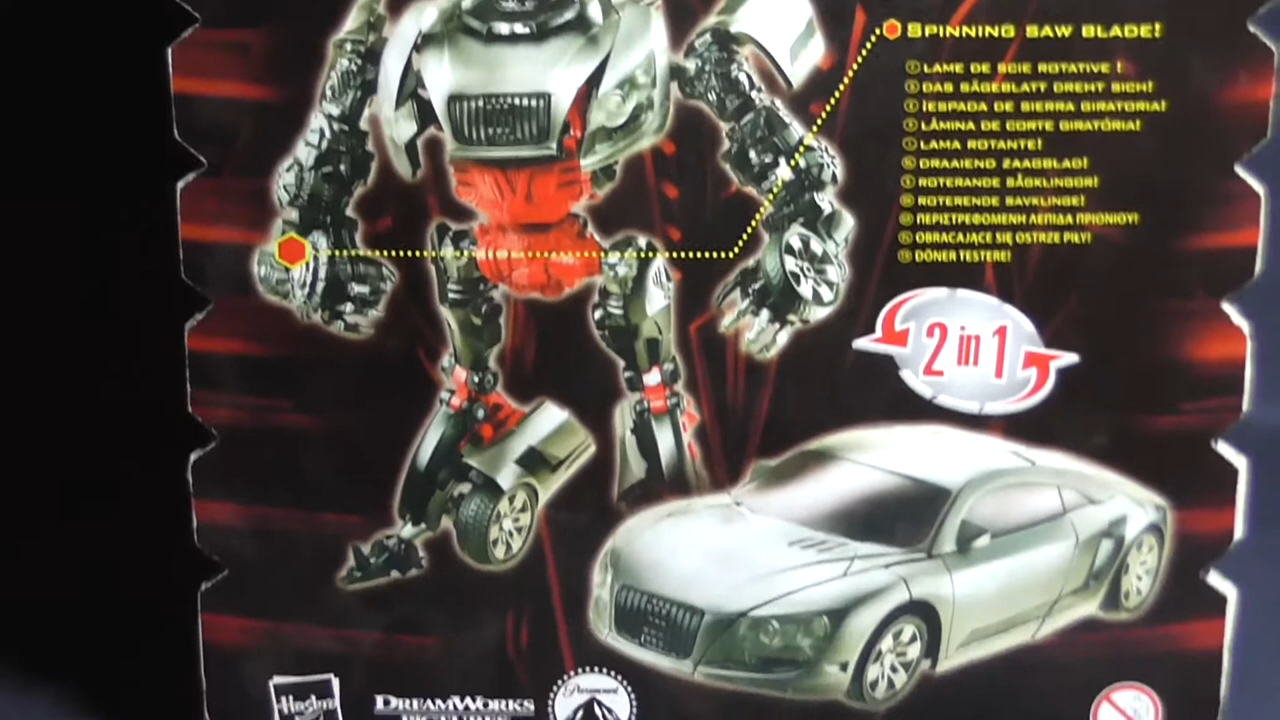 SPINNING SAW BLADE!
LAME DE SCIE ROTATIVE !
DAS SÄGEBLATT DREHT SICH!
¡ESPADA DE SIERRA GIRATORIA!
LÂMINA DE CORTE GIRATÓRIA!
LAMA ROTANTE!
DRAAIEND ZAAGBLAD!
ROTERANDE SÅGKLINGOR!
ROTERENDE SAVKLINGE!
ΠΕΡΙΣΤΡΕΦΟΜΕΝΗ ΛΕΠΙΔΑ ΠΡΙΟΝΙΟΥ!
OBRACAJĄCE SIĘ OSTRZE PIŁY!
DÖNER TESTERE!
2 in 1
Hasbro
DREAMWORKS
PICTURES
Paramount